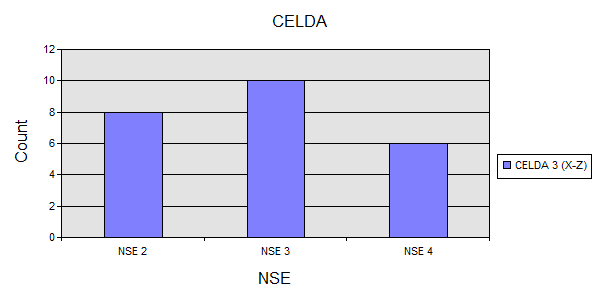 CELDA
12
10
8
6
4
2
0
Count
NSE 2
NSE 3
NSE 4
NSE
CELDA 3 (X-Z)